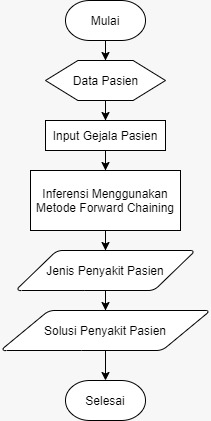 Mulai
Data Pasien
Input Gejala Pasien
Inferensi Menggunakan
Metode Forward Chaining
Jenis Penyakit Pasien
Solusi Penyakit Pasien
Selesai